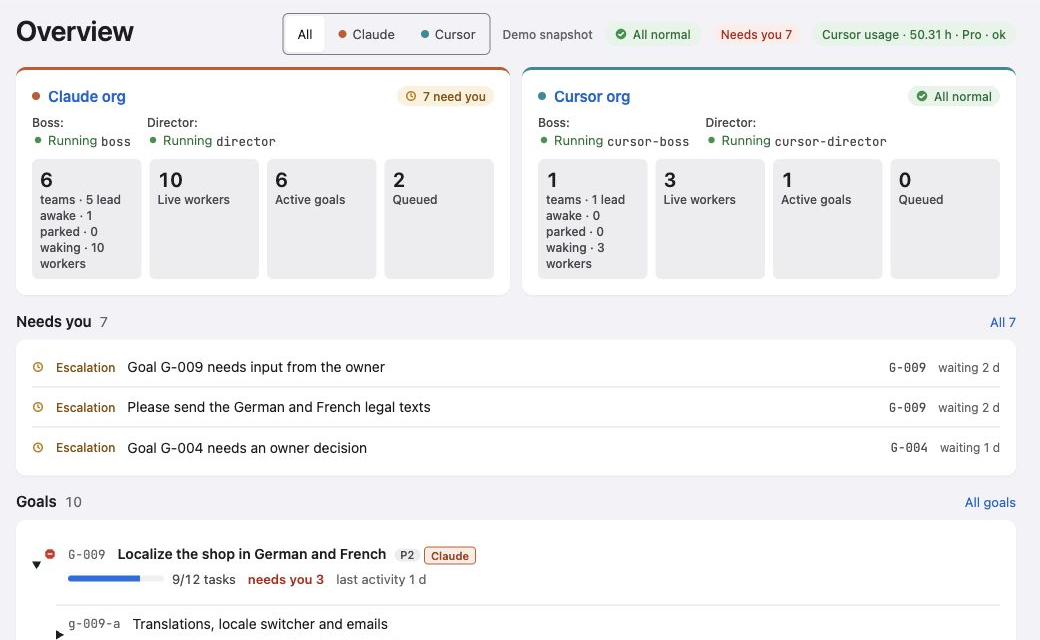 Overview
All Claude Cursor Demo snapshot All normal Needs you 7 Cursor usage · 50.31 h · Pro · ok
Claude org 7 need you
Boss: Director:
Running boss Running director
6
teams · 5 lead
awake · 1
parked · 0
waking · 10
workers
10
Live workers
6
Active goals
2
Queued
Cursor org All normal
Boss: Director:
Running cursor-boss Running cursor-director
1
teams · 1 lead
awake · 0
parked · 0
waking · 3
workers
3
Live workers
1
Active goals
0
Queued
Needs you 7 All 7
Escalation Goal G-009 needs input from the owner G-009 waiting 2 d
Escalation Please send the German and French legal texts G-009 waiting 2 d
Escalation Goal G-004 needs an owner decision G-004 waiting 1 d
Goals 10 All goals
G-009 Localize the shop in German and French P2 Claude
9/12 tasks needs you 3 last activity 1 d
g-009-a Translations, locale switcher and emails